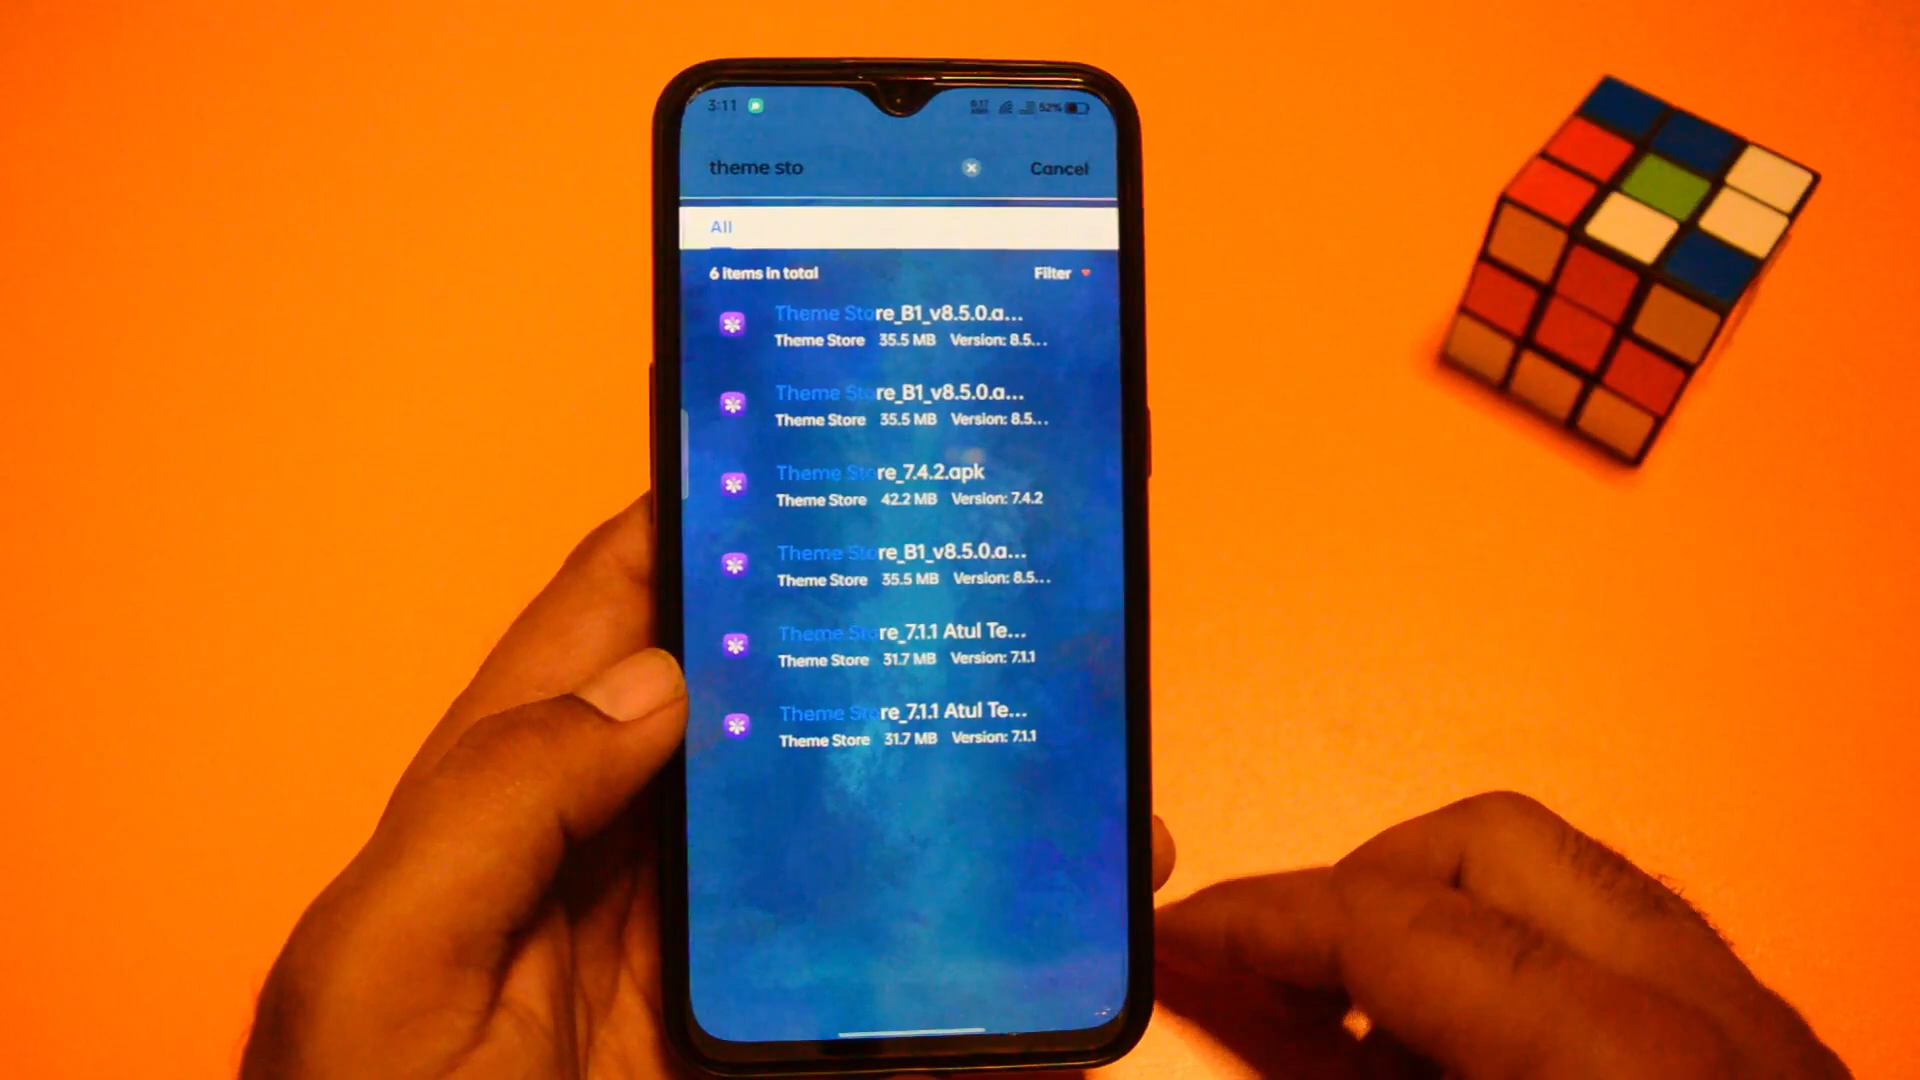 3:11 52%
theme sto Cancel
All
6 items in total Filter
Theme Store_B1_v8.5.0.a...
Theme Store 35.5 MB Version: 8.5...
Theme Store_B1_v8.5.0.a...
Theme Store 35.5 MB Version: 8.5...
Theme Store_7.4.2.apk
Theme Store 42.2 MB Version: 7.4.2
Theme Store_B1_v8.5.0.a...
Theme Store 35.5 MB Version: 8.5...
Theme Store_7.1.1 Atul Te...
Theme Store 31.7 MB Version: 7.1.1
Theme Store_7.1.1 Atul Te...
Theme Store 31.7 MB Version: 7.1.1